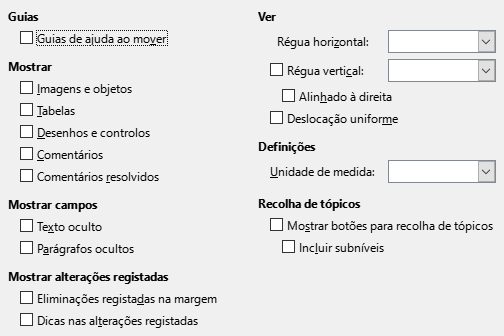 Guias
Guias de ajuda ao mover
Mostrar
Imagens e objetos
Tabelas
Desenhos e controlos
Comentários
Comentários resolvidos
Mostrar campos
Texto oculto
Parágrafos ocultos
Mostrar alterações registadas
Eliminações registadas na margem
Dicas nas alterações registadas
Ver
Régua horizontal:
Régua vertical:
Alinhado à direita
Deslocação uniforme
Definições
Unidade de medida:
Recolha de tópicos
Mostrar botões para recolha de tópicos
Incluir subníveis